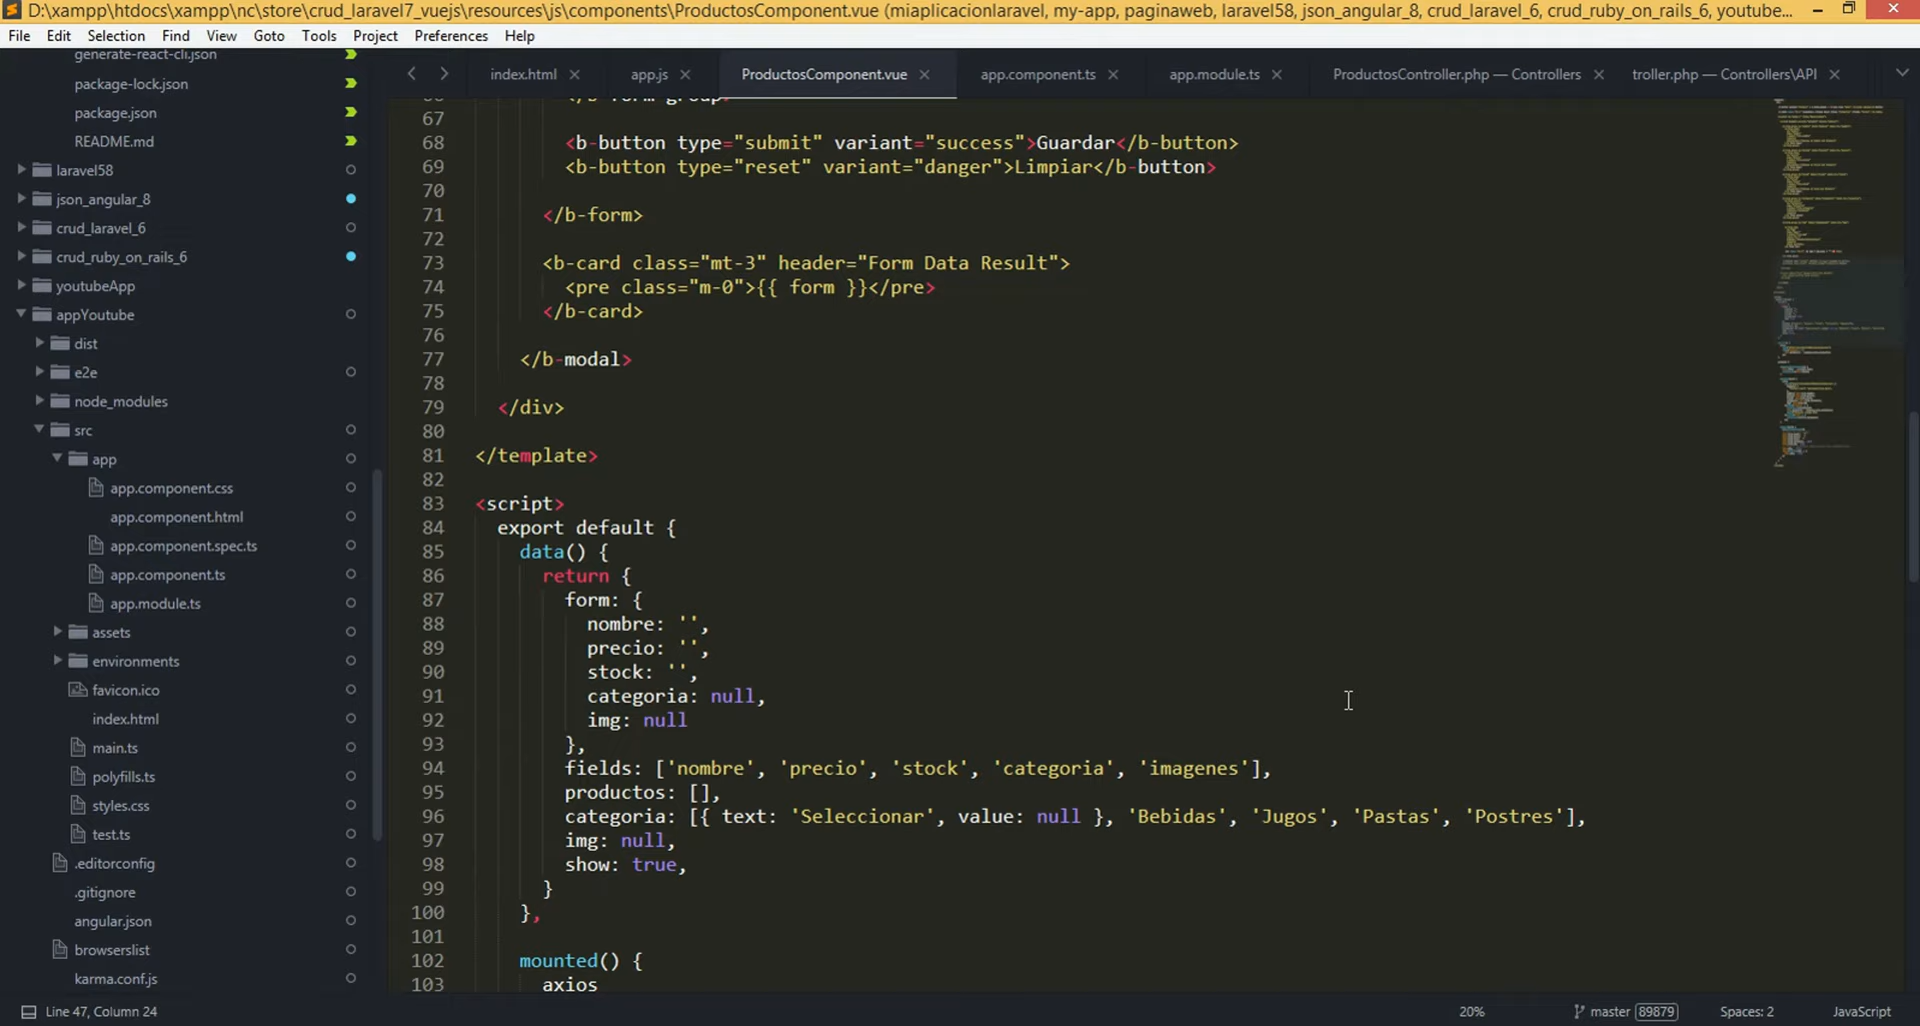 D:\xampp\htdocs\xampp\nc\store\crud_laravel7_vuejs\resources\js\components\ProductosComponent.vue (miaplicacionlaravel, my-app, paginaweb, laravel58, json_angular_8, crud_laravel_6, crud_ruby_on_rails_6, youtube...
File Edit Selection Find View Goto Tools Project Preferences Help
index.html app.js ProductosComponent.vue app.component.ts app.module.ts ProductosController.php — Controllers troller.php — Controllers\API
generate-react-cli.json
package-lock.json
package.json
README.md
laravel58
json_angular_8
crud_laravel_6
crud_ruby_on_rails_6
youtubeApp
appYoutube
dist
e2e
node_modules
src
app
app.component.css
app.component.html
app.component.spec.ts
app.component.ts
app.module.ts
assets
environments
favicon.ico
index.html
main.ts
polyfills.ts
styles.css
test.ts
.editorconfig
.gitignore
angular.json
browserslist
karma.conf.js
66 </b-form-group>
67
68 <b-button type="submit" variant="success">Guardar</b-button>
69 <b-button type="reset" variant="danger">Limpiar</b-button>
70
71 </b-form>
72
73 <b-card class="mt-3" header="Form Data Result">
74 <pre class="m-0">{{ form }}</pre>
75 </b-card>
76
77 </b-modal>
78
79 </div>
80
81 </template>
82
83 <script>
84 export default {
85 data() {
86 return {
87 form: {
88 nombre: '',
89 precio: '',
90 stock: '',
91 categoria: null,
92 img: null
93 },
94 fields: ['nombre', 'precio', 'stock', 'categoria', 'imagenes'],
95 productos: [],
96 categoria: [{ text: 'Seleccionar', value: null }, 'Bebidas', 'Jugos', 'Pastas', 'Postres'],
97 img: null,
98 show: true,
99 }
100 },
101
102 mounted() {
103 axios
Line 47, Column 24 20% master 89879 Spaces: 2 JavaScript